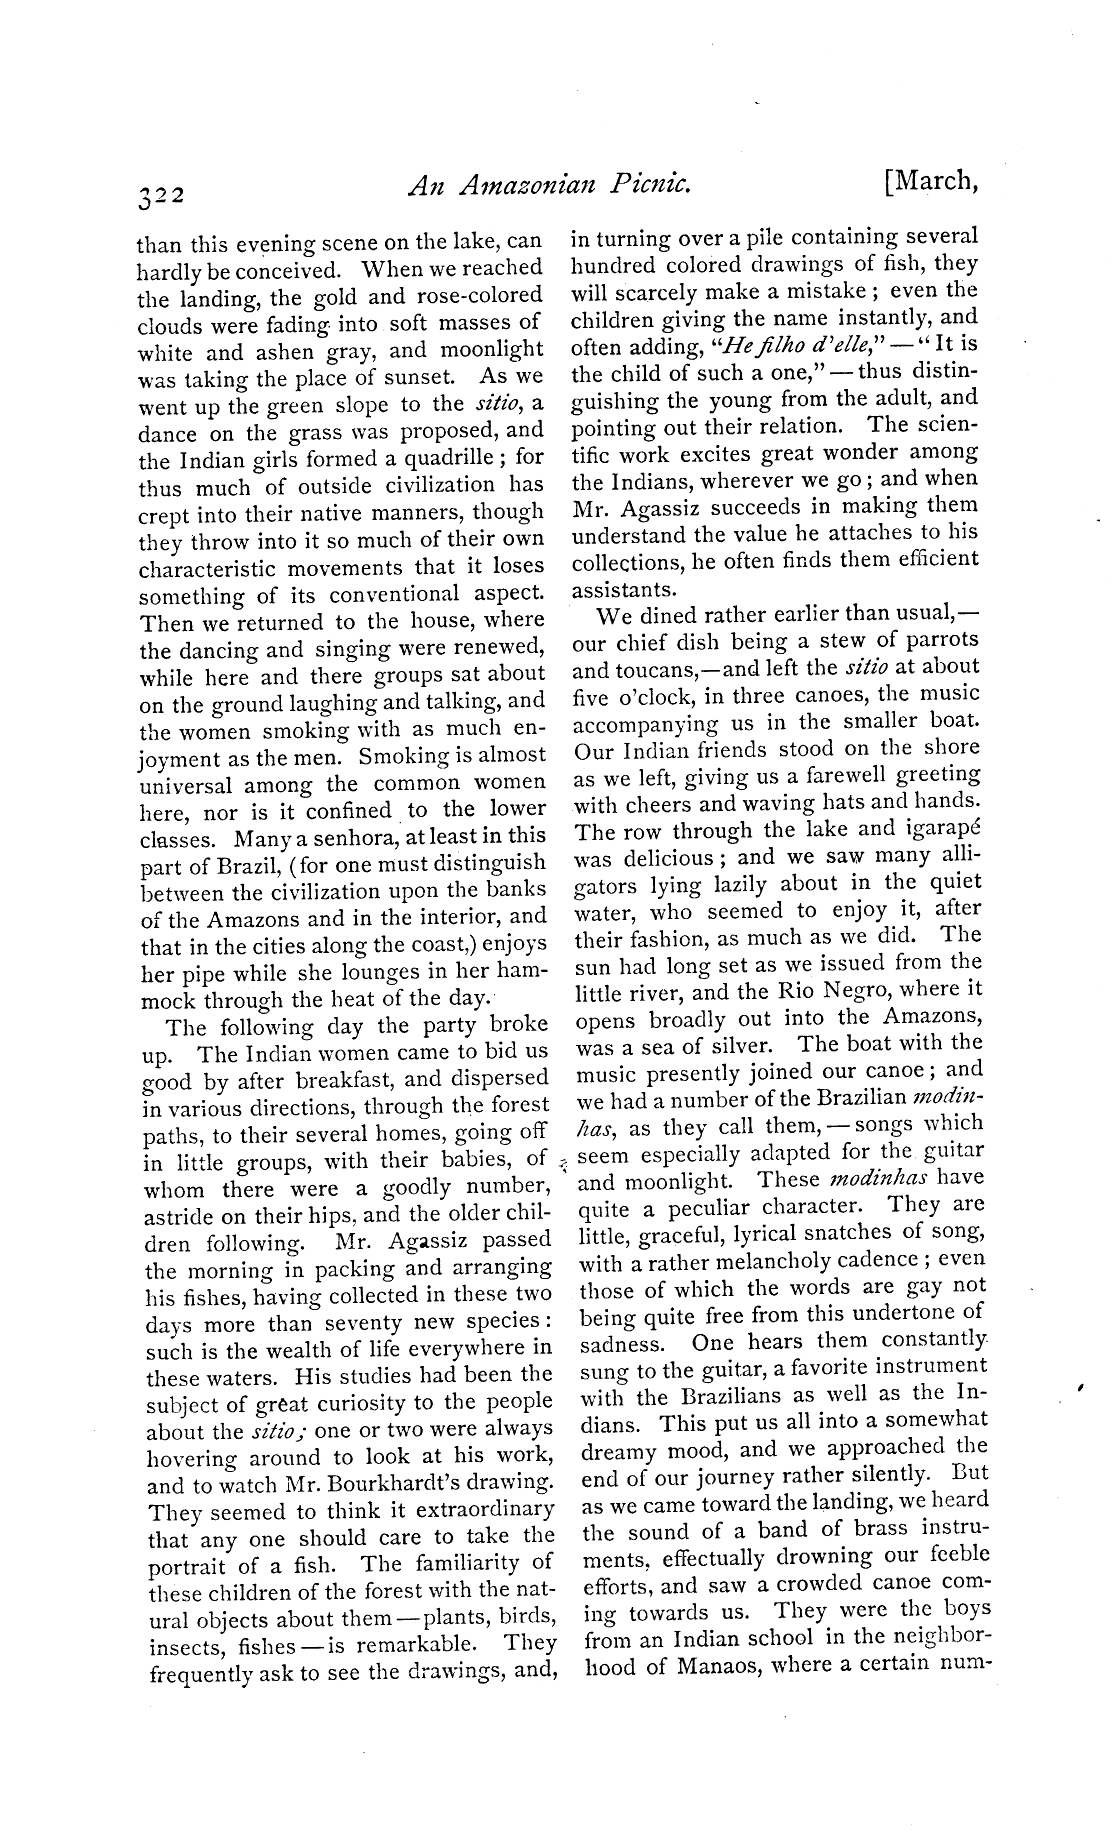 322
An Amazonian Picnic.
[March,
than this evening scene on the lake, can
hardly be conceived. When we reached
the landing, the gold and rose-colored
clouds were fading into soft masses of
white and ashen gray, and moonlight
was taking the place of sunset. As we
went up the green slope to the sitio, a
dance on the grass was proposed, and
the Indian girls formed a quadrille ; for
thus much of outside civilization has
crept into their native manners, though
they throw into it so much of their own
characteristic movements that it loses
something of its conventional aspect.
Then we returned to the house, where
the dancing and singing were renewed,
while here and there groups sat about
on the ground laughing and talking, and
the women smoking with as much en-
joyment as the men. Smoking is almost
universal among the common women
here, nor is it confined to the lower
classes. Many a senhora, at least in this
part of Brazil, (for one must distinguish
between the civilization upon the banks
of the Amazons and in the interior, and
that in the cities along the coast,) enjoys
her pipe while she lounges in her ham-
mock through the heat of the day.
The following day the party broke
up. The Indian women came to bid us
good by after breakfast, and dispersed
in various directions, through the forest
paths, to their several homes, going off
in little groups, with their babies, of
whom there were a goodly number,
astride on their hips, and the older chil-
dren following. Mr. Agassiz passed
the morning in packing and arranging
his fishes, having collected in these two
days more than seventy new species :
such is the wealth of life everywhere in
these waters. His studies had been the
subject of great curiosity to the people
about the sitio; one or two were always
hovering around to look at his work,
and to watch Mr. Bourkhardt's drawing.
They seemed to think it extraordinary
that any one should care to take the
portrait of a fish. The familiarity of
these children of the forest with the nat-
ural objects about them — plants, birds,
insects, fishes — is remarkable. They
frequently ask to see the drawings, and,
in turning over a pile containing several
hundred colored drawings of fish, they
will scarcely make a mistake ; even the
children giving the name instantly, and
often adding, "He filho d'elle," — " It is
the child of such a one," — thus distin-
guishing the young from the adult, and
pointing out their relation. The scien-
tific work excites great wonder among
the Indians, wherever we go ; and when
Mr. Agassiz succeeds in making them
understand the value he attaches to his
collections, he often finds them efficient
assistants.
We dined rather earlier than usual,—
our chief dish being a stew of parrots
and toucans,—and left the sitio at about
five o'clock, in three canoes, the music
accompanying us in the smaller boat.
Our Indian friends stood on the shore
as we left, giving us a farewell greeting
with cheers and waving hats and hands.
The row through the lake and igarapé
was delicious ; and we saw many alli-
gators lying lazily about in the quiet
water, who seemed to enjoy it, after
their fashion, as much as we did. The
sun had long set as we issued from the
little river, and the Rio Negro, where it
opens broadly out into the Amazons,
was a sea of silver. The boat with the
music presently joined our canoe ; and
we had a number of the Brazilian modin-
has, as they call them, — songs which
seem especially adapted for the guitar
and moonlight. These modinhas have
quite a peculiar character. They are
little, graceful, lyrical snatches of song,
with a rather melancholy cadence ; even
those of which the words are gay not
being quite free from this undertone of
sadness. One hears them constantly
sung to the guitar, a favorite instrument
with the Brazilians as well as the In-
dians. This put us all into a somewhat
dreamy mood, and we approached the
end of our journey rather silently. But
as we came toward the landing, we heard
the sound of a band of brass instru-
ments, effectually drowning our feeble
efforts, and saw a crowded canoe com-
ing towards us. They were the boys
from an Indian school in the neighbor-
hood of Manaos, where a certain num-